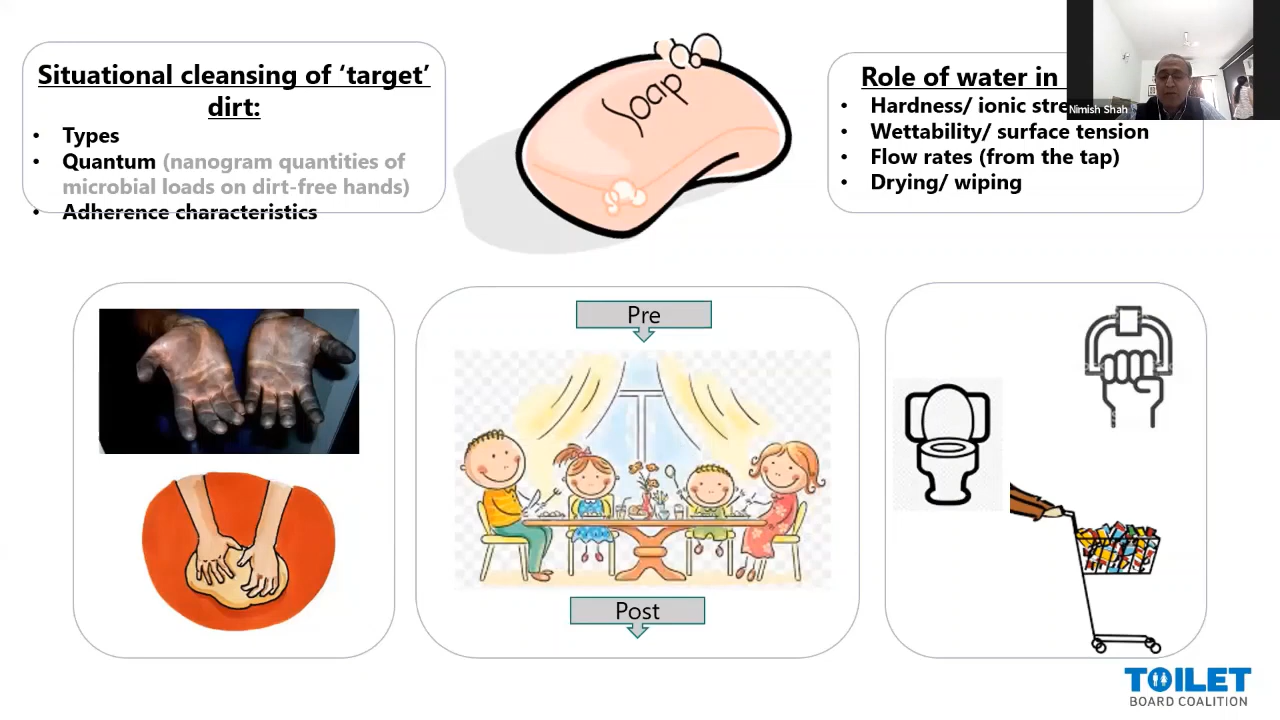 Situational cleansing of ‘target’
dirt:
• Types
• Quantum (nanogram quantities of
microbial loads on dirt-free hands)
• Adherence characteristics
Soap
Role of water in
• Hardness/ ionic
• Wettability/ surface tension
• Flow rates (from the tap)
• Drying/ wiping
Nimish Shah
Pre
Post
TOILET
BOARD COALITION